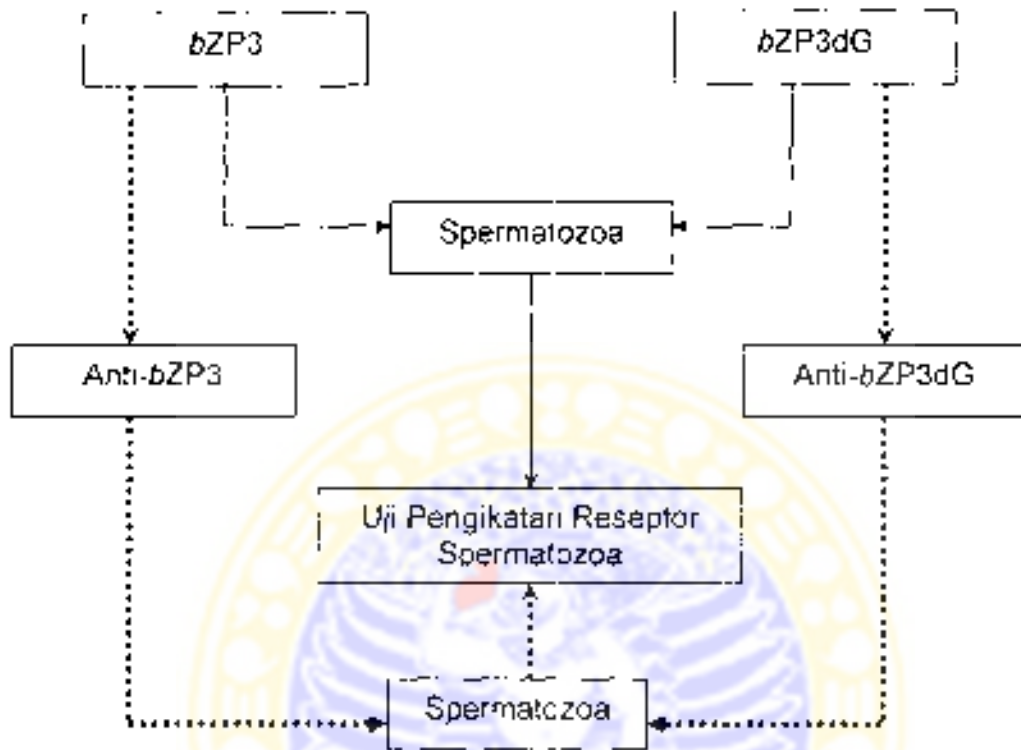 bZP3
bZP3dG
Spermatozoa
Anti-bZP3
Anti-bZP3dG
Uji Pengikatan Reseptor
Spermatozoa
Spermatozoa